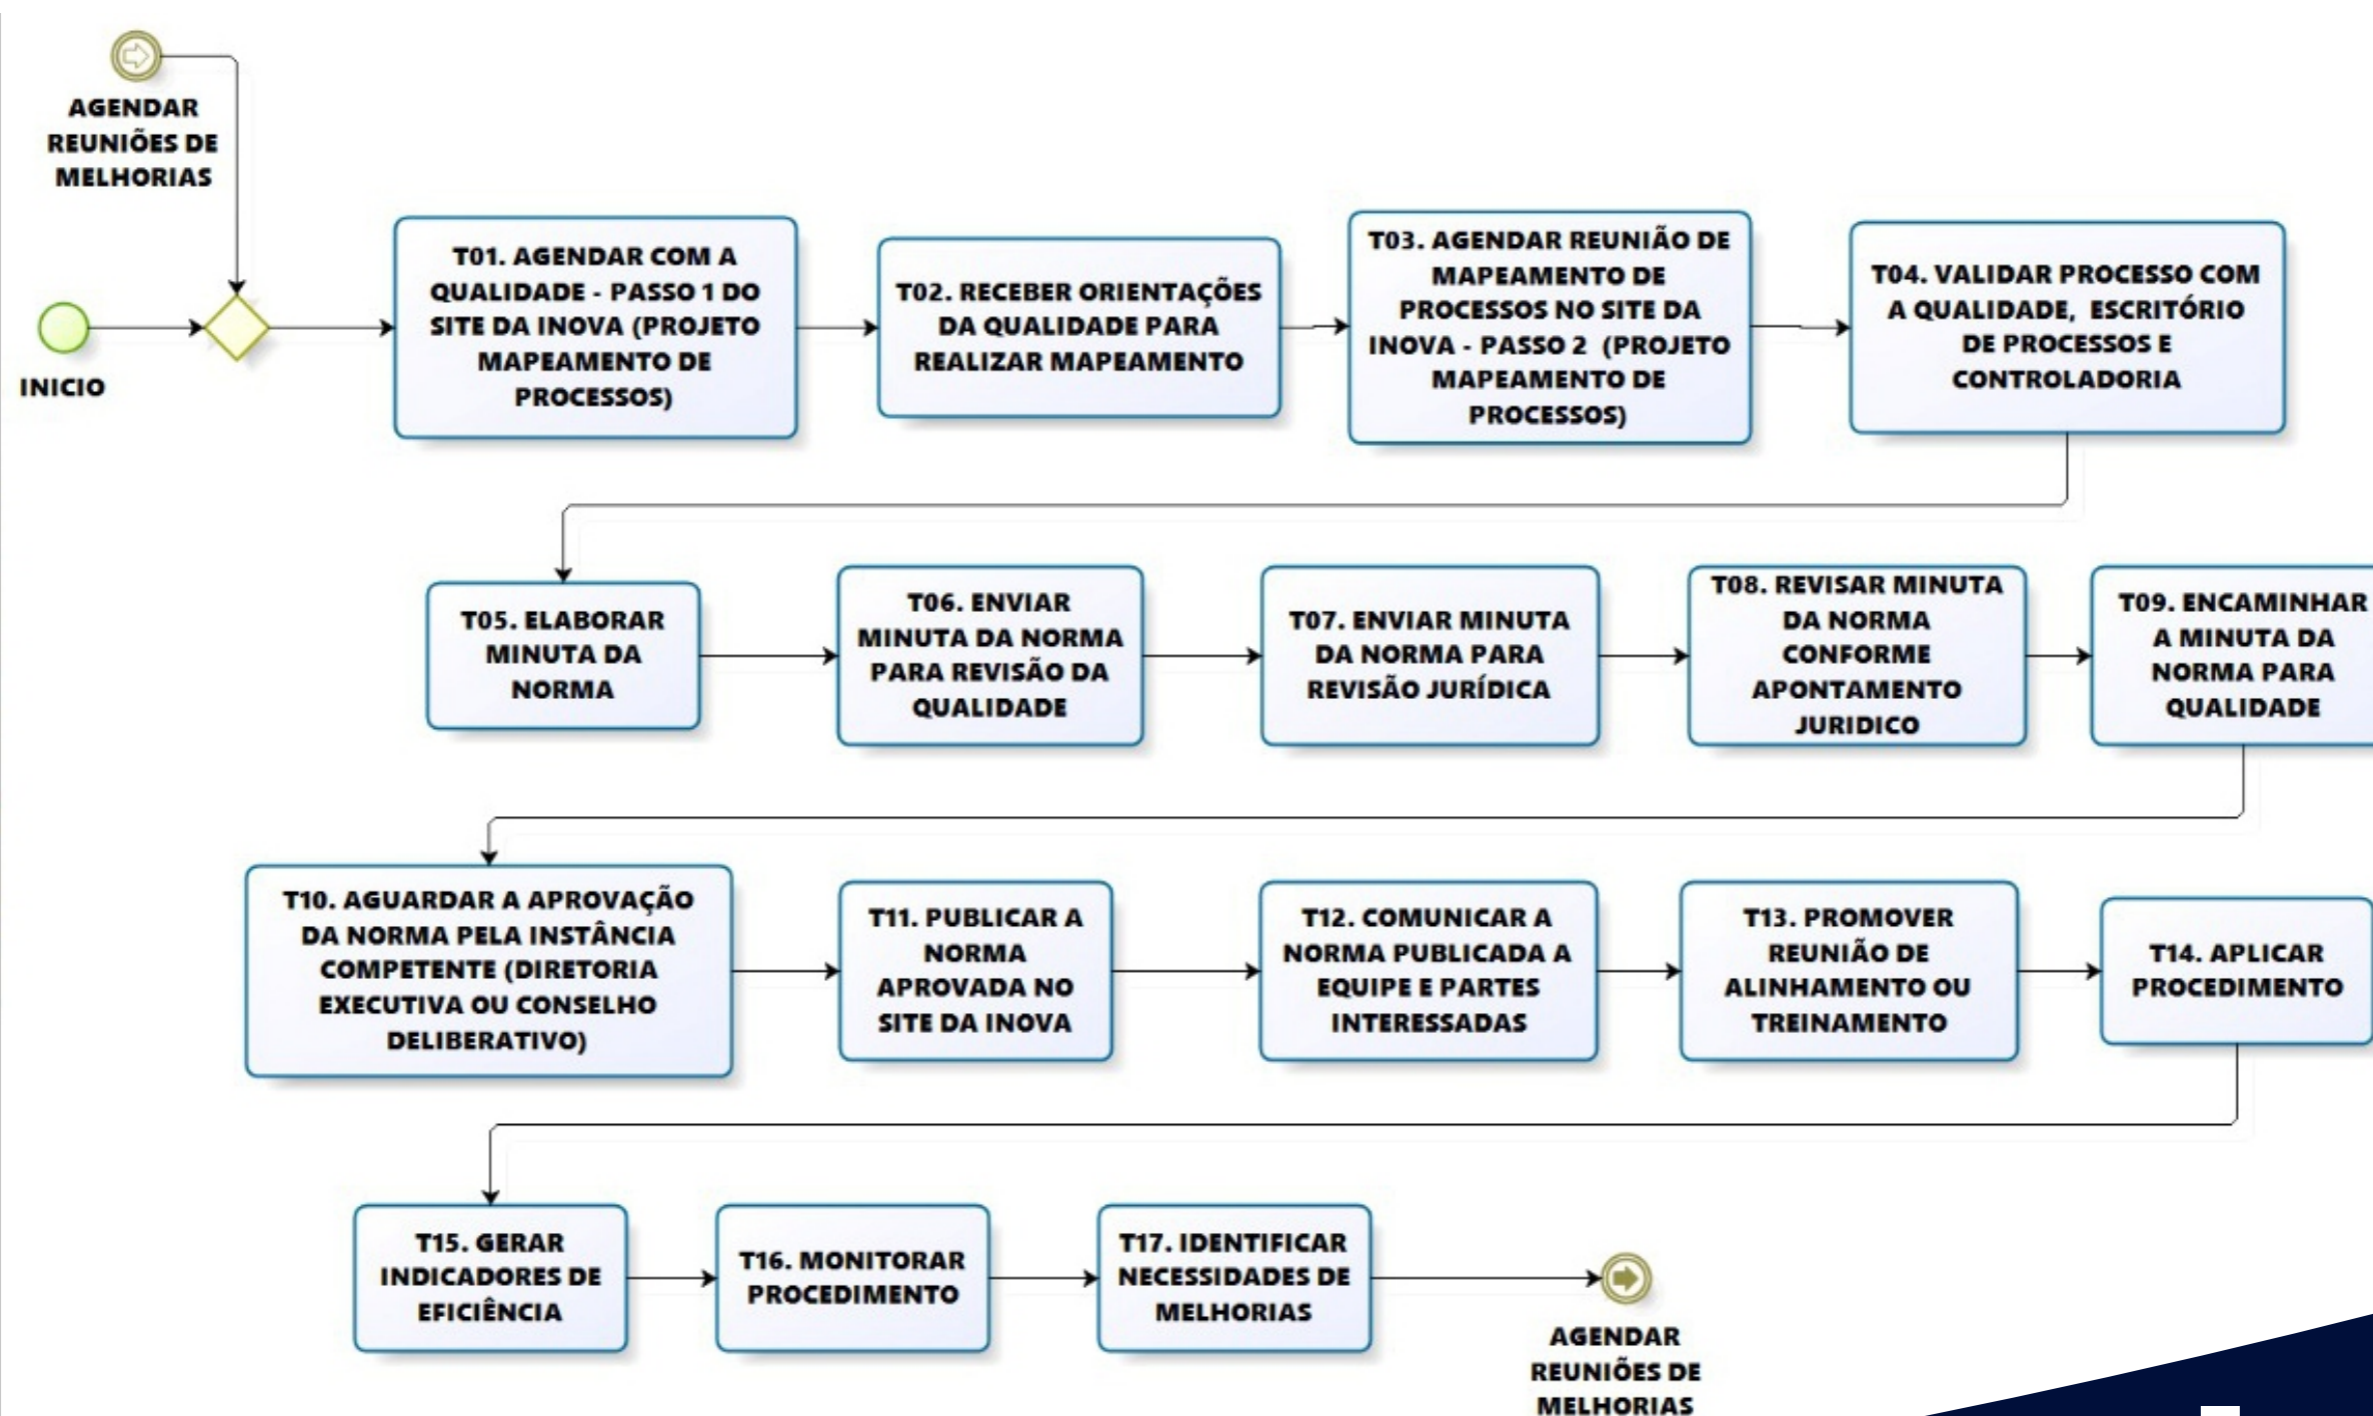 AGENDAR
REUNIÕES DE
MELHORIAS
INICIO
T01. AGENDAR COM A
QUALIDADE - PASSO 1 DO
SITE DA INOVA (PROJETO
MAPEAMENTO DE
PROCESSOS)
T02. RECEBER ORIENTAÇÕES
DA QUALIDADE PARA
REALIZAR MAPEAMENTO
T03. AGENDAR REUNIÃO DE
MAPEAMENTO DE
PROCESSOS NO SITE DA
INOVA - PASSO 2 (PROJETO
MAPEAMENTO DE
PROCESSOS)
T04. VALIDAR PROCESSO COM
A QUALIDADE, ESCRITÓRIO
DE PROCESSOS E
CONTROLADORIA
T05. ELABORAR
MINUTA DA
NORMA
T06. ENVIAR
MINUTA DA NORMA
PARA REVISÃO DA
QUALIDADE
T07. ENVIAR MINUTA
DA NORMA PARA
REVISÃO JURÍDICA
T08. REVISAR MINUTA
DA NORMA
CONFORME
APONTAMENTO
JURIDICO
T09. ENCAMINHAR
A MINUTA DA
NORMA PARA
QUALIDADE
T10. AGUARDAR A APROVAÇÃO
DA NORMA PELA INSTÂNCIA
COMPETENTE (DIRETORIA
EXECUTIVA OU CONSELHO
DELIBERATIVO)
T11. PUBLICAR A
NORMA
APROVADA NO
SITE DA INOVA
T12. COMUNICAR A
NORMA PUBLICADA A
EQUIPE E PARTES
INTERESSADAS
T13. PROMOVER
REUNIÃO DE
ALINHAMENTO OU
TREINAMENTO
T14. APLICAR
PROCEDIMENTO
T15. GERAR
INDICADORES DE
EFICIÊNCIA
T16. MONITORAR
PROCEDIMENTO
T17. IDENTIFICAR
NECESSIDADES DE
MELHORIAS
AGENDAR
REUNIÕES DE
MELHORIAS